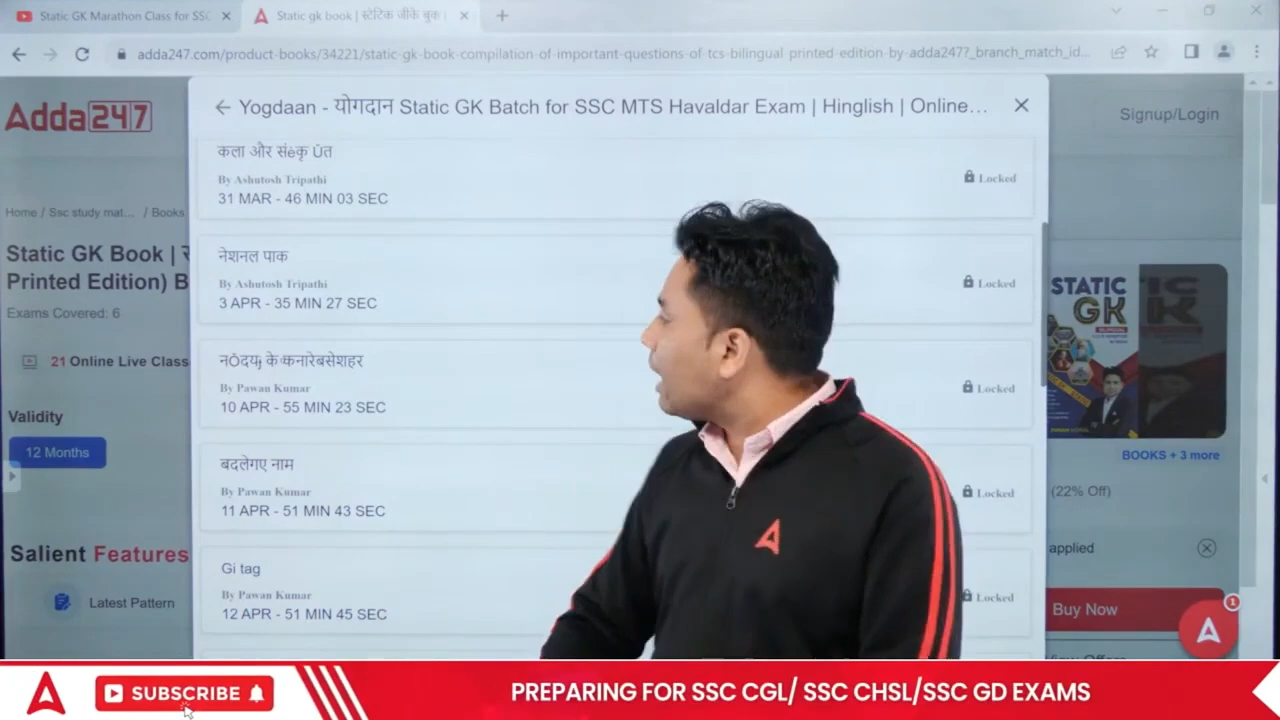 Static GK Marathon Class for SSC
Static gk book | स्टेटिक जीके बुक
adda247.com/product-books/34221/static-gk-book-compilation-of-important-questions-of-tcs-bilingual-printed-edition-by-adda247?_branch_match_id...
Adda247
Signup/Login
Yogdaan - योगदान Static GK Batch for SSC MTS Havaldar Exam | Hinglish | Online...
Home / Ssc study mat... / Books
Static GK Book |
Printed Edition) B
Exams Covered: 6
21 Online Live Class
Validity
12 Months
Salient Features
Latest Pattern
कला और संèकृ Ûत
By Ashutosh Tripathi
31 MAR - 46 MIN 03 SEC
Locked
नेशनल पाक
By Ashutosh Tripathi
3 APR - 35 MIN 27 SEC
Locked
By Pawan Kumar
10 APR - 55 MIN 23 SEC
Locked
बदलेगए नाम
By Pawan Kumar
11 APR - 51 MIN 43 SEC
Locked
Gi tag
By Pawan Kumar
12 APR - 51 MIN 45 SEC
Locked
STATIC
GK
BOOKS + 3 more
(22% Off)
applied
Buy Now
1
SUBSCRIBE
PREPARING FOR SSC CGL/ SSC CHSL/SSC GD EXAMS